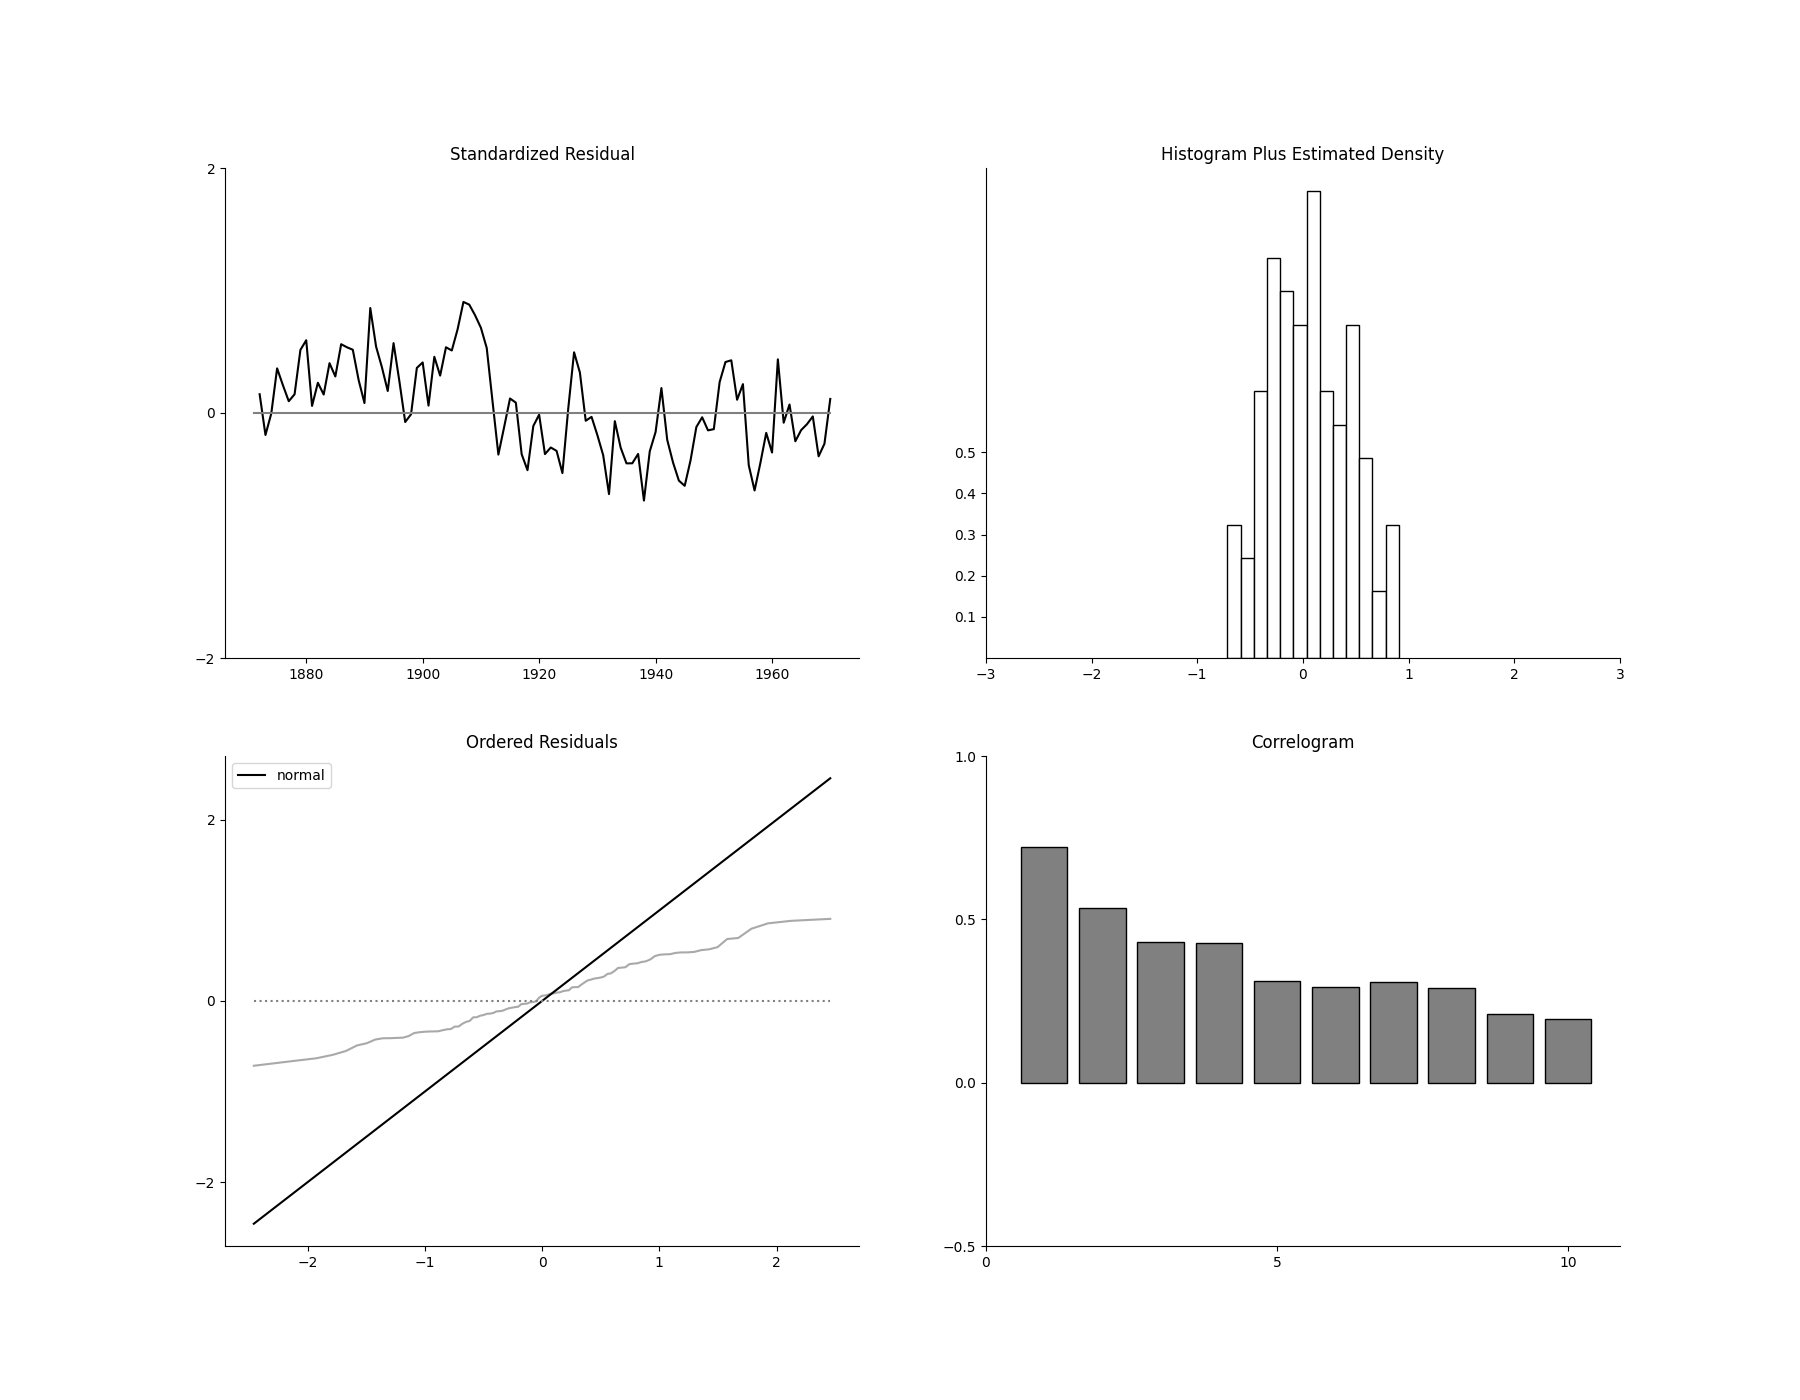 Standardized Residual
2
0
−2
1880 1900 1920 1940 1960
Histogram Plus Estimated Density
0.5
0.4
0.3
0.2
0.1
−3 −2 −1 0 1 2 3
Ordered Residuals
normal
2
0
−2
−2 −1 0 1 2
Correlogram
1.0
0.5
0.0
−0.5
0 5 10